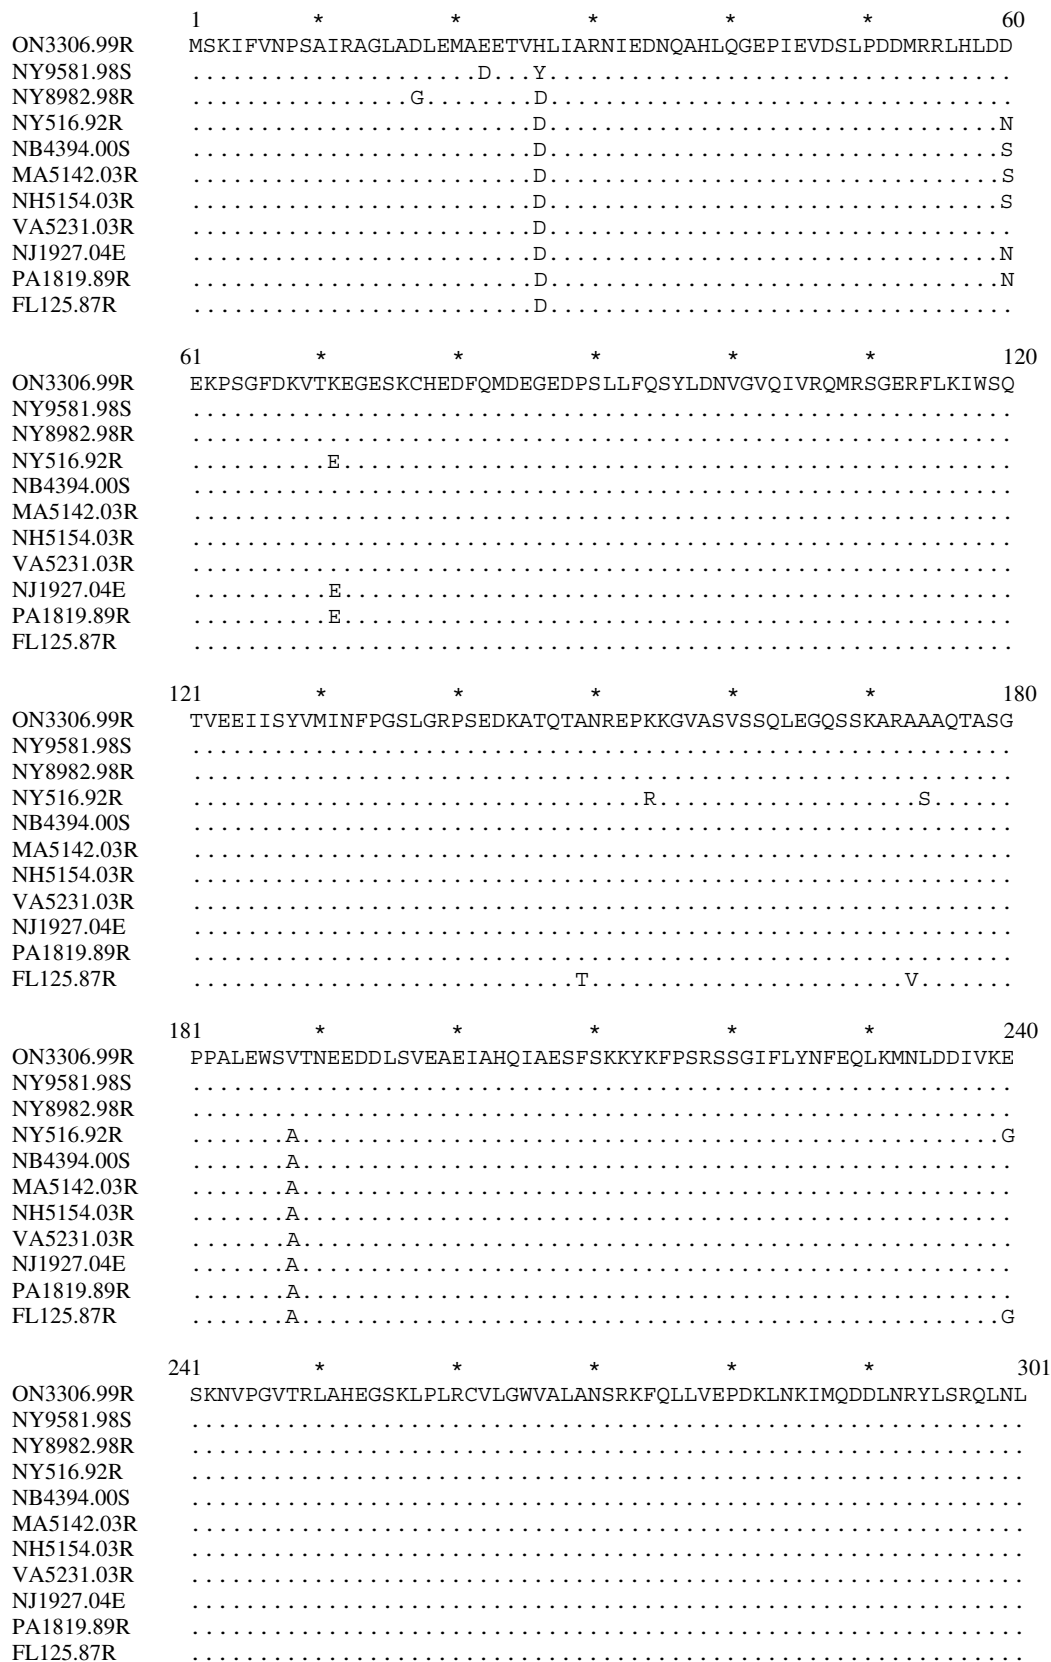 1 * * * * * 60
ON3306.99R MSKIFVNPSAIRAGLADLEMAEETVHLIARNIEDNQAHLQGEPIEVDSLPDDMRRLHLDD
NY9581.98S .....................D...Y..................................
NY8982.98R ................G........D..................................
NY516.92R .........................D.................................N
NB4394.00S .........................D.................................S
MA5142.03R .........................D.................................S
NH5154.03R .........................D.................................S
VA5231.03R .........................D..................................
NJ1927.04E .........................D.................................N
PA1819.89R .........................D.................................N
FL125.87R .........................D..................................
61 * * * * * 120
ON3306.99R EKPSGFDKVTKEGESKCHEDFQMDEGEDPSLLFQSYLDNVGVQIVRQMRSGERFLKIWSQ
NY9581.98S ............................................................
NY8982.98R ............................................................
NY516.92R ..........E.................................................
NB4394.00S ............................................................
MA5142.03R ............................................................
NH5154.03R ............................................................
VA5231.03R ............................................................
NJ1927.04E ..........E.................................................
PA1819.89R ..........E.................................................
FL125.87R ............................................................
121 * * * * * 180
ON3306.99R TVEEIISYVMINFPGSLGRPSEDKATQTANREPKKGVASVSSQLEGQSSKARAAAQTASG
NY9581.98S ............................................................
NY8982.98R ............................................................
NY516.92R .................................R...................S......
NB4394.00S ............................................................
MA5142.03R ............................................................
NH5154.03R ............................................................
VA5231.03R ............................................................
NJ1927.04E ............................................................
PA1819.89R ............................................................
FL125.87R ............................T.......................V.......
181 * * * * * 240
ON3306.99R PPALEWSVTNEEDDLSVEAEIAHQIAESFSKKYKFPSRSSGIFLYNFEQLKMNLDDIVKE
NY9581.98S ............................................................
NY8982.98R ............................................................
NY516.92R .......A...................................................G
NB4394.00S .......A....................................................
MA5142.03R .......A....................................................
NH5154.03R .......A....................................................
VA5231.03R .......A....................................................
NJ1927.04E .......A....................................................
PA1819.89R .......A....................................................
FL125.87R .......A...................................................G
241 * * * * * 301
ON3306.99R SKNVPGVTRLAHEGSKLPLRCVLGWVALANSRKFQLLVEPDKLNKIMQDDLNRYLSRQLNL
NY9581.98S .............................................................
NY8982.98R .............................................................
NY516.92R .............................................................
NB4394.00S .............................................................
MA5142.03R .............................................................
NH5154.03R .............................................................
VA5231.03R .............................................................
NJ1927.04E .............................................................
PA1819.89R .............................................................
FL125.87R .............................................................